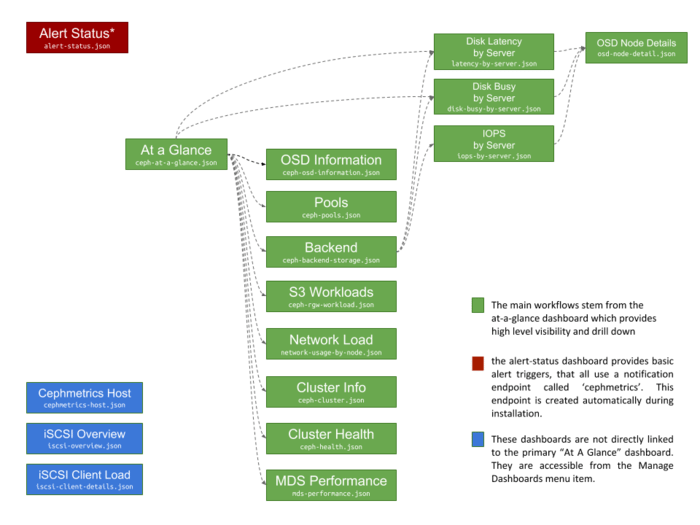 Alert Status*
alert-status.json
Disk Latency
by Server
latency-by-server.json
OSD Node Details
osd-node-detail.json
Disk Busy
by Server
disk-busy-by-server.json
IOPS
by Server
iops-by-server.json
At a Glance
ceph-at-a-glance.json
OSD Information
ceph-osd-information.json
Pools
ceph-pools.json
Backend
ceph-backend-storage.json
S3 Workloads
ceph-rgw-workload.json
Network Load
network-usage-by-node.json
Cluster Info
ceph-cluster.json
Cluster Health
ceph-health.json
MDS Performance
mds-performance.json
Cephmetrics Host
cephmetrics-host.json
iSCSI Overview
iscsi-overview.json
iSCSI Client Load
iscsi-client-details.json
The main workflows stem from the
at-a-glance dashboard which provides
high level visibility and drill down
the alert-status dashboard provides basic
alert triggers, that all use a notification
endpoint called ‘cephmetrics’. This
endpoint is created automatically during
installation.
These dashboards are not directly linked
to the primary “At A Glance” dashboard.
They are accessible from the Manage
Dashboards menu item.